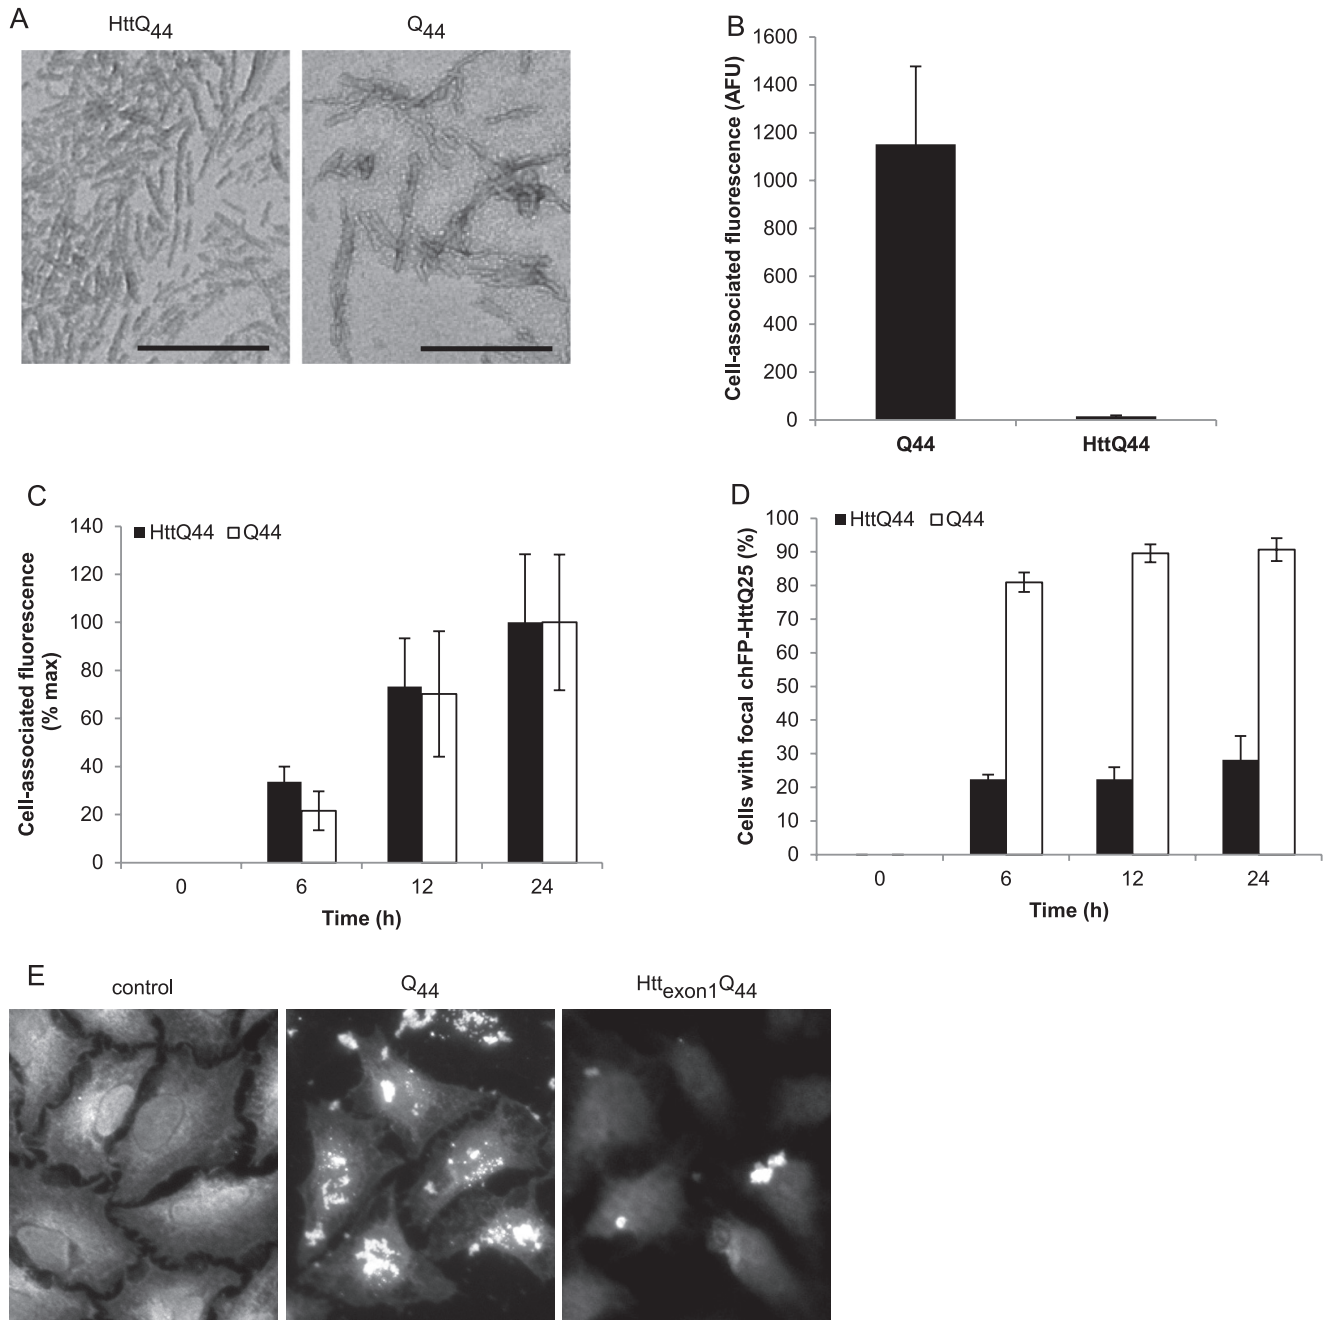 A
HttQ44
Q44
B
Cell-associated fluorescence (AFU)
1600
1400
1200
1000
800
600
400
200
0
Q44
HttQ44
C
HttQ44
Q44
Cell-associated fluorescence
(% max)
140
120
100
80
60
40
20
0
0
6
12
24
Time (h)
D
HttQ44
Q44
Cells with focal chFP-HttQ25 (%)
100
90
80
70
60
50
40
30
20
10
0
0
6
12
24
Time (h)
E
control
Q44
Httexon1Q44